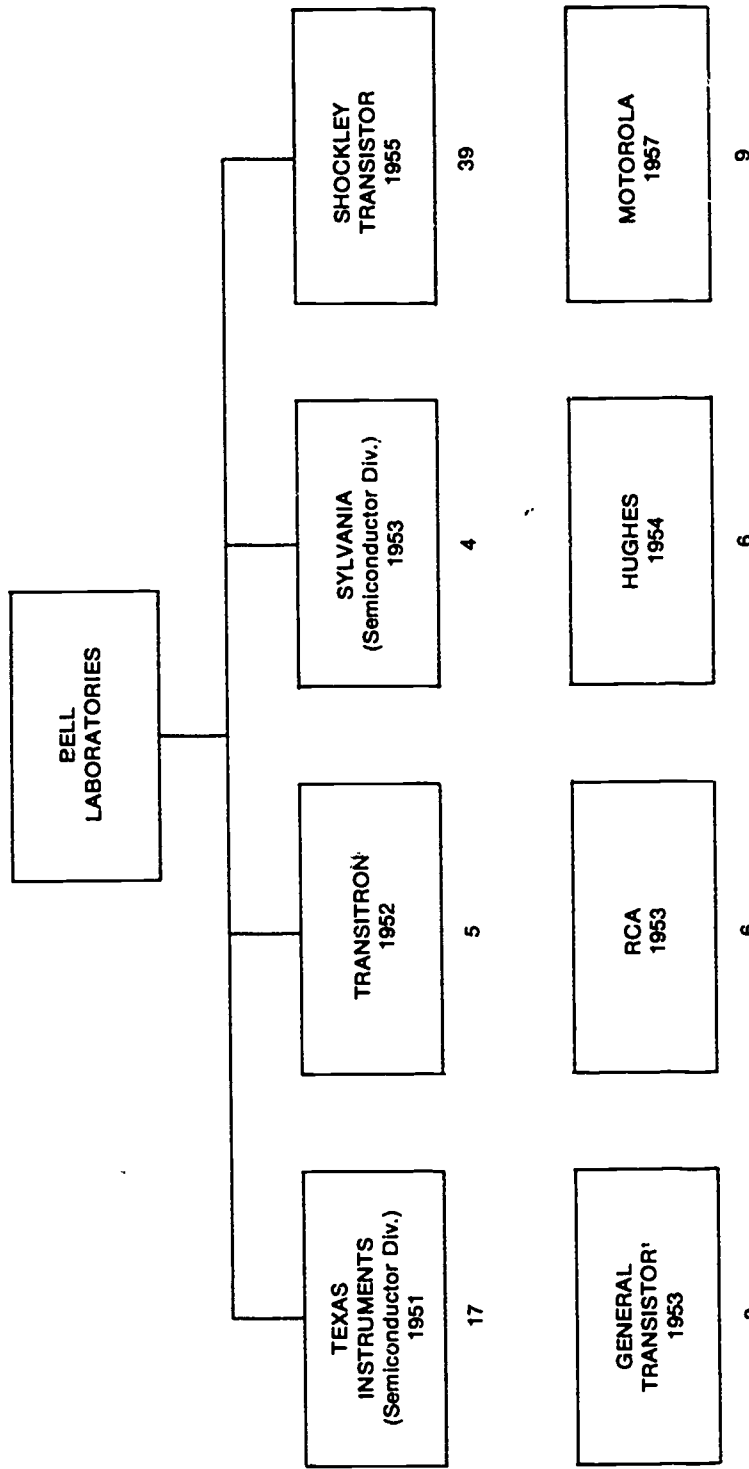 BELL
LABORATORIES
TEXAS
INSTRUMENTS
(Semiconductor Div.)
1951
17
TRANSITRON
1952
5
SYLVANIA
(Semiconductor Div.)
1953
4
SHOCKLEY
TRANSISTOR
1955
39
GENERAL
TRANSISTOR¹
1953
RCA
1953
6
HUGHES
1954
6
MOTOROLA
1957
9